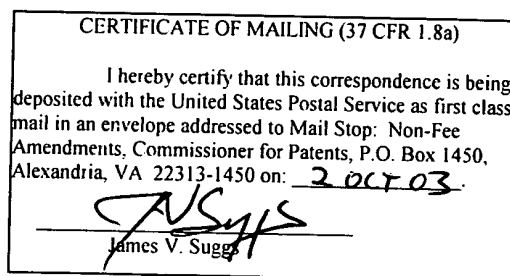 CERTIFICATE OF MAILING (37 CFR 1.8a)
I hereby certify that this correspondence is being
deposited with the United States Postal Service as first class
mail in an envelope addressed to Mail Stop: Non-Fee
Amendments, Commissioner for Patents, P.O. Box 1450,
Alexandria, VA 22313-1450 on: 2 OCT 03.
JV Suggs
James V. Suggs